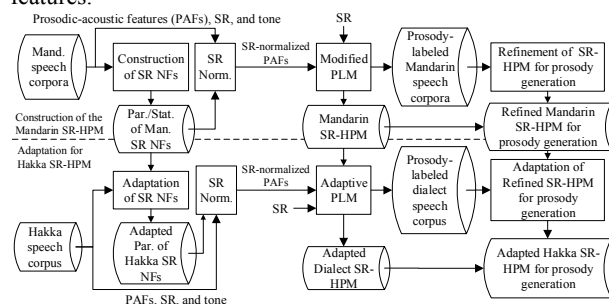 features.
Prosodic-acoustic features (PAFs), SR, and tone
Mand.
speech
corpora
Construction
of SR NFs
SR
Norm.
SR-normalized
PAFs
SR
Modified
PLM
Prosody-
labeled
Mandarin
speech
corpora
Refinement of SR-
HPM for prosody
generation
Construction of the
Mandarin SR-HPM
Par./Stat.
of Man.
SR NFs
Mandarin
SR-HPM
Refined Mandarin
SR-HPM for
prosody generation
Adaptation for
Hakka SR-HPM
Adaptation
of SR NFs
SR
Norm.
SR-normalized
PAFs
SR
Adaptive
PLM
Prosody-
labeled
dialect
speech
corpus
Adaptation of
Refined SR-HPM
for prosody
generation
Hakka
speech
corpus
Adapted
Par. of
Hakka SR
NFs
Adapted
Dialect SR-
HPM
Adapted Hakka SR-
HPM for prosody
generation
PAFs, SR, and tone